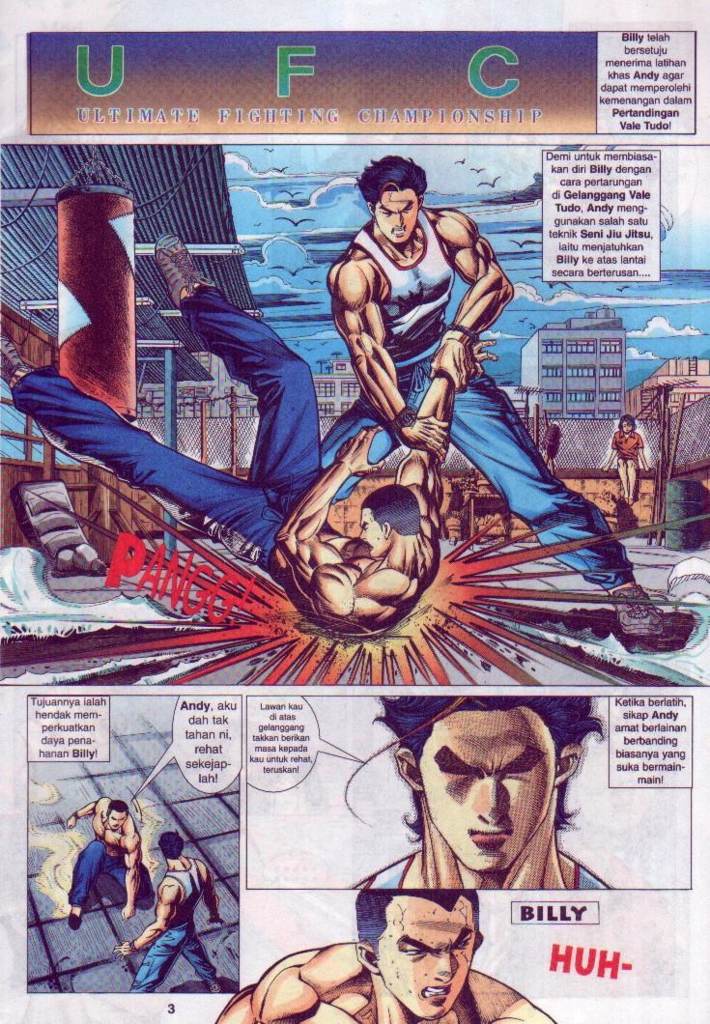 UFC
ULTIMATE FIGHTING CHAMPIONSHIP
Billy telah
bersetuju
menerima latihan
khas Andy agar
dapat memperolehi
kemenangan dalam
Pertandingan
Vale Tudo!
Demi untuk membiasa-
kan diri Billy dengan
cara pertarungan
di Gelanggang Vale
Tudo, Andy meng-
gunakan salah satu
teknik Seni Jiu Jitsu,
iaitu menjatuhkan
Billy ke atas lantai
secara berterusan....
PANGG!
Tujuannya ialah
hendak mem-
perkuatkan
daya pena-
hanan Billy!
Andy, aku
dah tak
tahan ni,
rehat
sekejap-
lah!
Lawan kau
di atas
gelanggang
takkan berikan
masa kepada
kau untuk rehat,
teruskan!
Ketika berlatih,
sikap Andy
amat berlainan
berbanding
biasanya yang
suka bermain-
main!
BILLY
HUH-
3